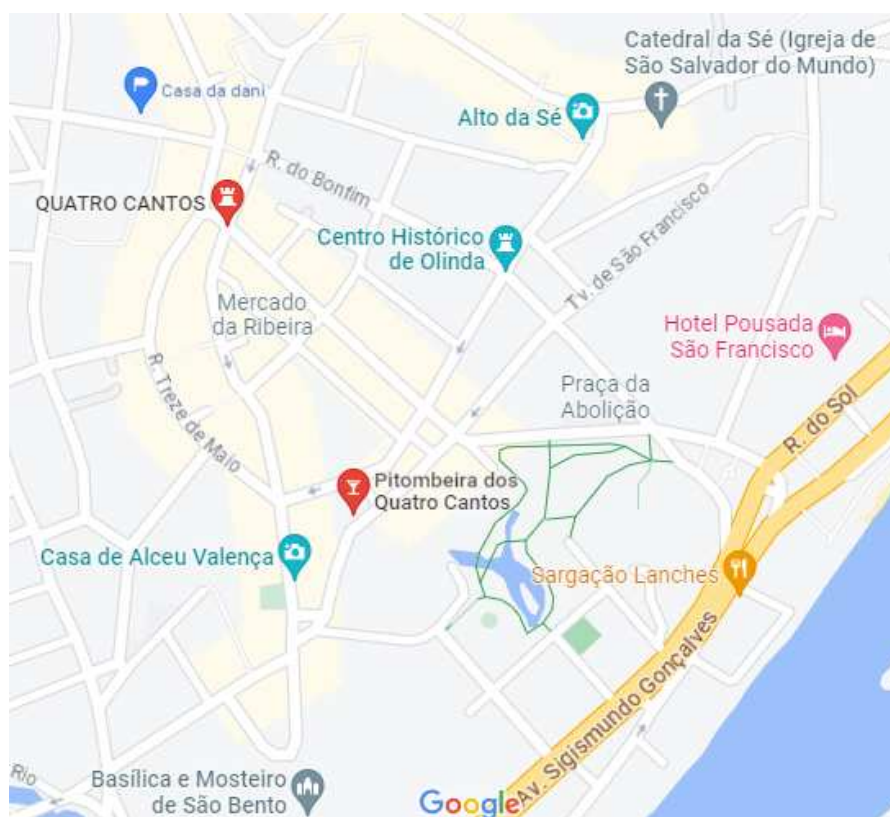 Catedral da Sé (Igreja de
São Salvador do Mundo)
Casa da dani
Alto da Sé
R. do Bonfim
QUATRO CANTOS
Tv. de São Francisco
Centro Histórico
de Olinda
Mercado
da Ribeira
Hotel Pousada
São Francisco
R. Treze de Maio
Praça da
Abolição
R. do Sol
Pitombeira dos
Quatro Cantos
Casa de Alceu Valença
Sargação Lanches
Av. Sigismundo Gonçalves
Rio
Basílica e Mosteiro
de São Bento
Google